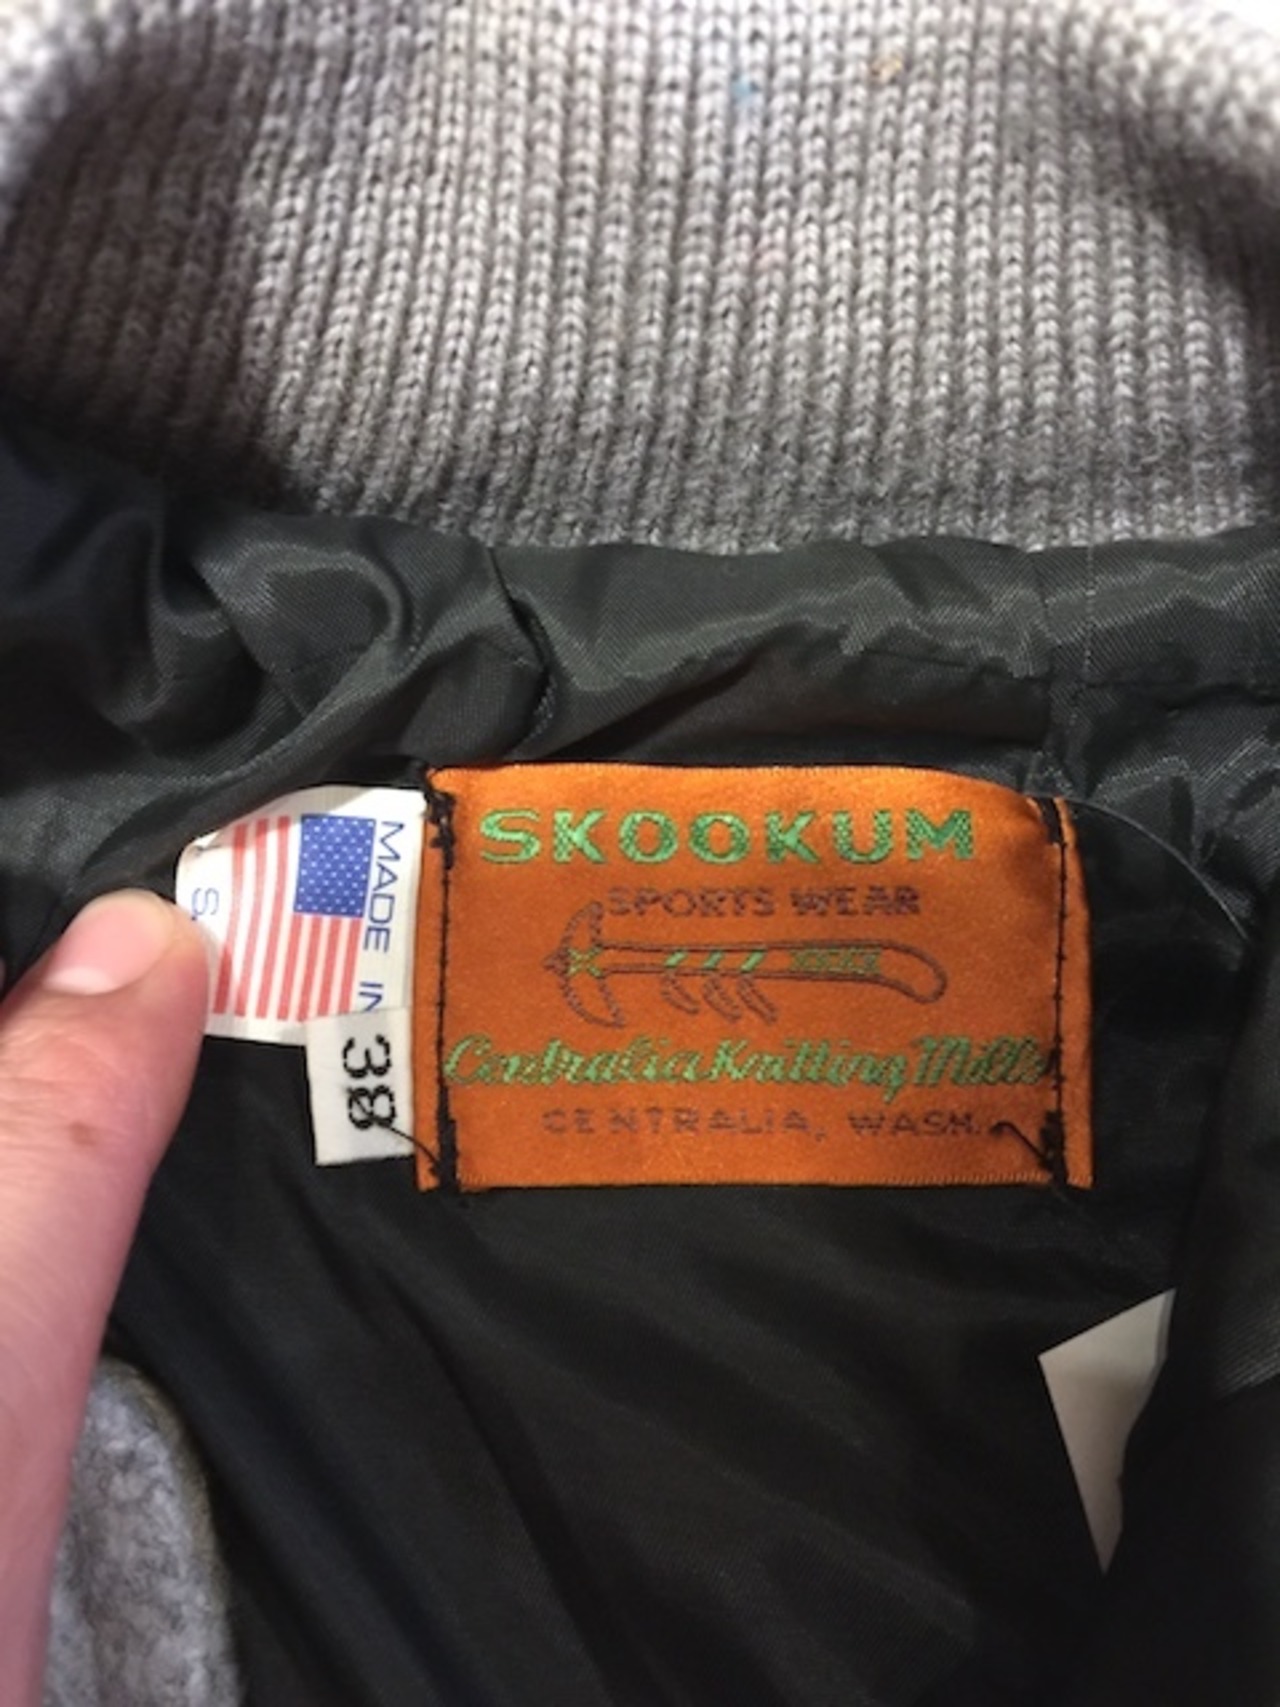 MADE IN
S.
38
SKOOKUM
SPORTS WEAR
Centralia Knitting Mills
CENTRALIA, WASH.